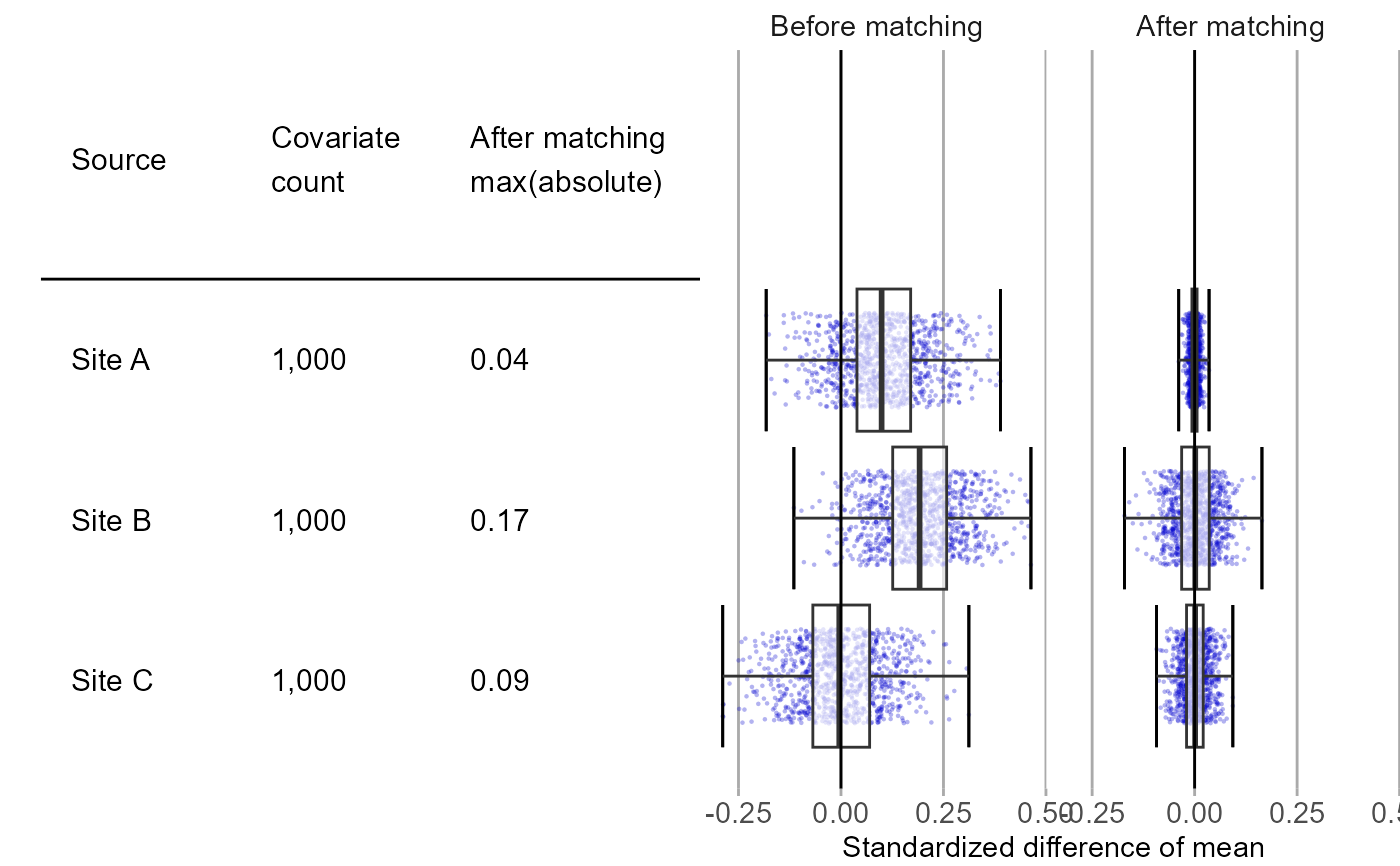 Before matching
After matching
Source
Covariate
count
After matching
max(absolute)
Site A
1,000
0.04
Site B
1,000
0.17
Site C
1,000
0.09
-0.25 0.00 0.25 0.50
-0.25 0.00 0.25
Standardized difference of mean